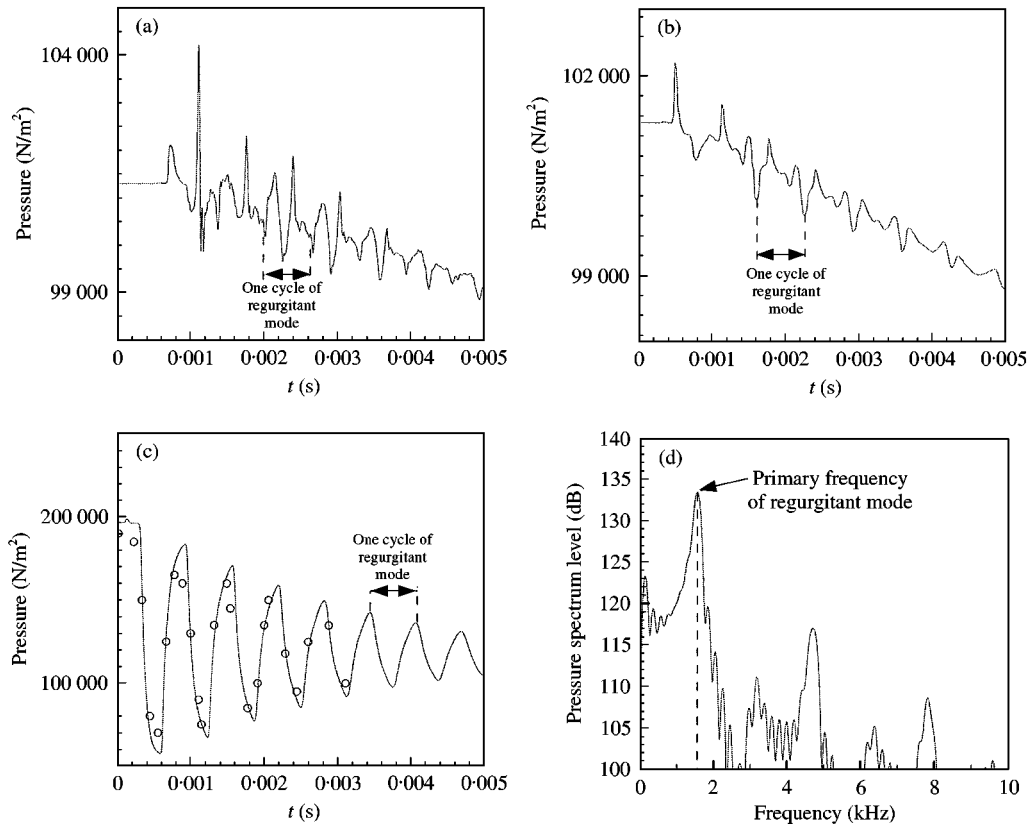 (a)
104 000
99 000
Pressure (N/m²)
One cycle of
regurgitant
mode
0
0·001
0·002
0·003
0·004
0·005
t (s)
(b)
102 000
99 000
Pressure (N/m²)
One cycle of
regurgitant
mode
0
0·001
0·002
0·003
0·004
0·005
t (s)
(c)
200 000
100 000
Pressure (N/m²)
One cycle of
regurgitant
mode
0
0·001
0·002
0·003
0·004
0·005
t (s)
(d)
140
135
130
125
120
115
110
105
100
Pressure spectrum level (dB)
Primary frequency
of regurgitant mode
0
2
4
6
8
10
Frequency (kHz)